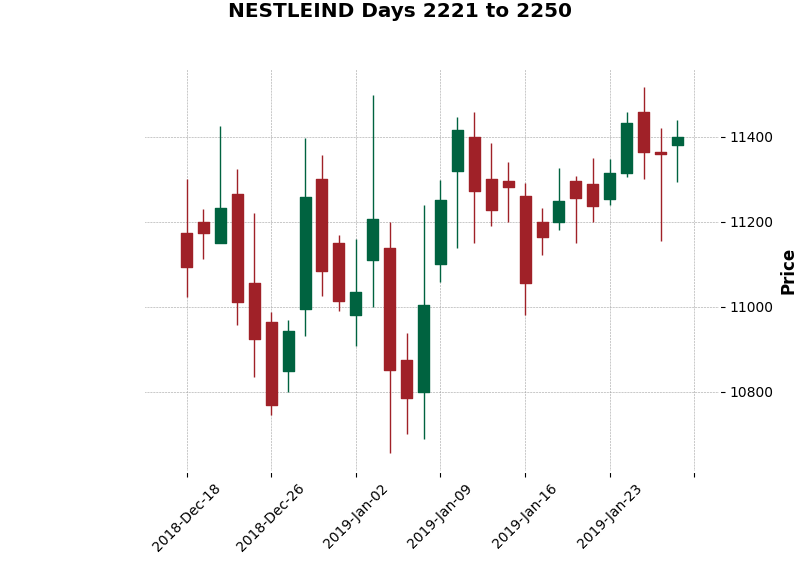 NESTLEIND Days 2221 to 2250
11400
11200
11000
10800
Price
2018-Dec-18
2018-Dec-26
2019-Jan-02
2019-Jan-09
2019-Jan-16
2019-Jan-23